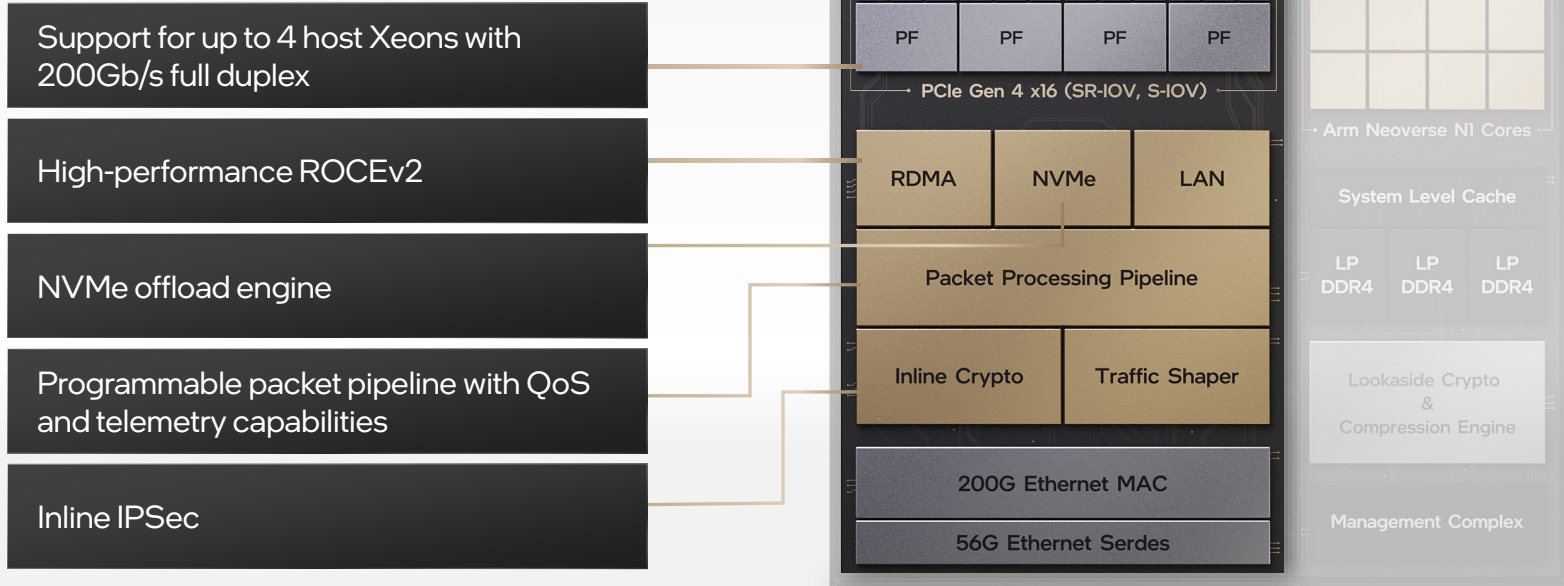 Support for up to 4 host Xeons with
200Gb/s full duplex
High-performance ROCEv2
NVMe offload engine
Programmable packet pipeline with QoS
and telemetry capabilities
Inline IPSec
PF PF PF PF
PCIe Gen 4 x16 (SR-IOV, S-IOV)
RDMA NVMe LAN
Packet Processing Pipeline
Inline Crypto Traffic Shaper
200G Ethernet MAC
56G Ethernet Serdes
Arm Neoverse N1 Cores
System Level Cache
LP LP LP
DDR4 DDR4 DDR4
Lookaside Crypto
&
Compression Engine
Management Complex